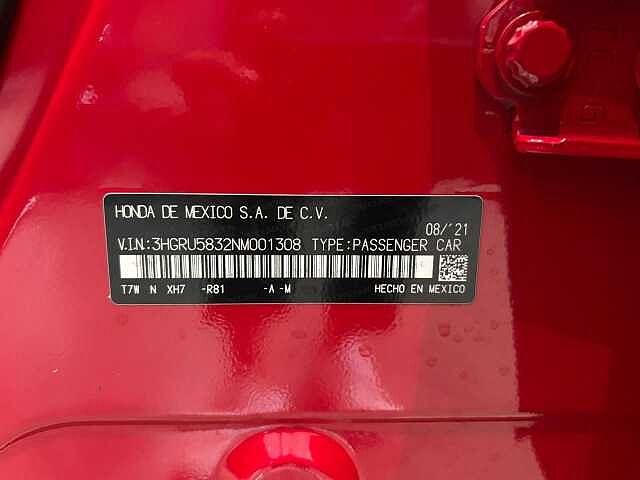 HONDA DE MEXICO S.A. DE C.V.
08/'21
V.I.N.:3HGRU5832NM001308 TYPE:PASSENGER CAR
T7W N XH7 -R81 -A-M HECHO EN MEXICO